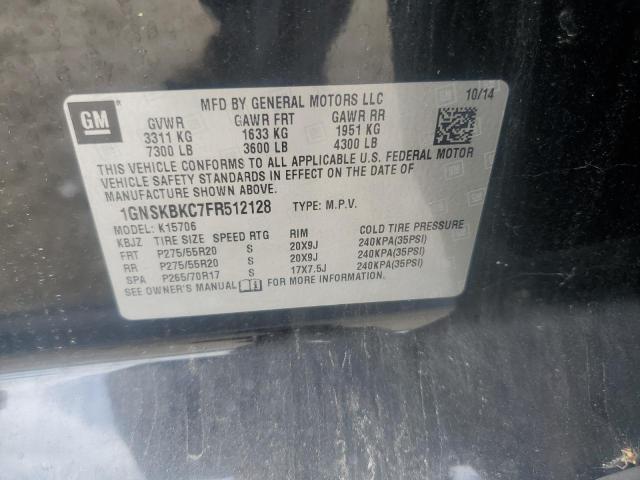 GM
MFD BY GENERAL MOTORS LLC 10/14
GVWR GAWR FRT GAWR RR
3311 KG 1633 KG 1951 KG
7300 LB 3600 LB 4300 LB
THIS VEHICLE CONFORMS TO ALL APPLICABLE U.S. FEDERAL MOTOR
VEHICLE SAFETY STANDARDS IN EFFECT ON THE DATE OF
MANUFACTURE SHOWN ABOVE.
1GNSKBKC7FR512128 TYPE: M.P.V.
MODEL: K15706
KBJZ TIRE SIZE SPEED RTG RIM COLD TIRE PRESSURE
FRT P275/55R20 S 20X9J 240KPA(35PSI)
RR P275/55R20 S 20X9J 240KPA(35PSI)
SPA P265/70R17 S 17X7.5J 240KPA(35PSI)
SEE OWNER'S MANUAL FOR MORE INFORMATION.